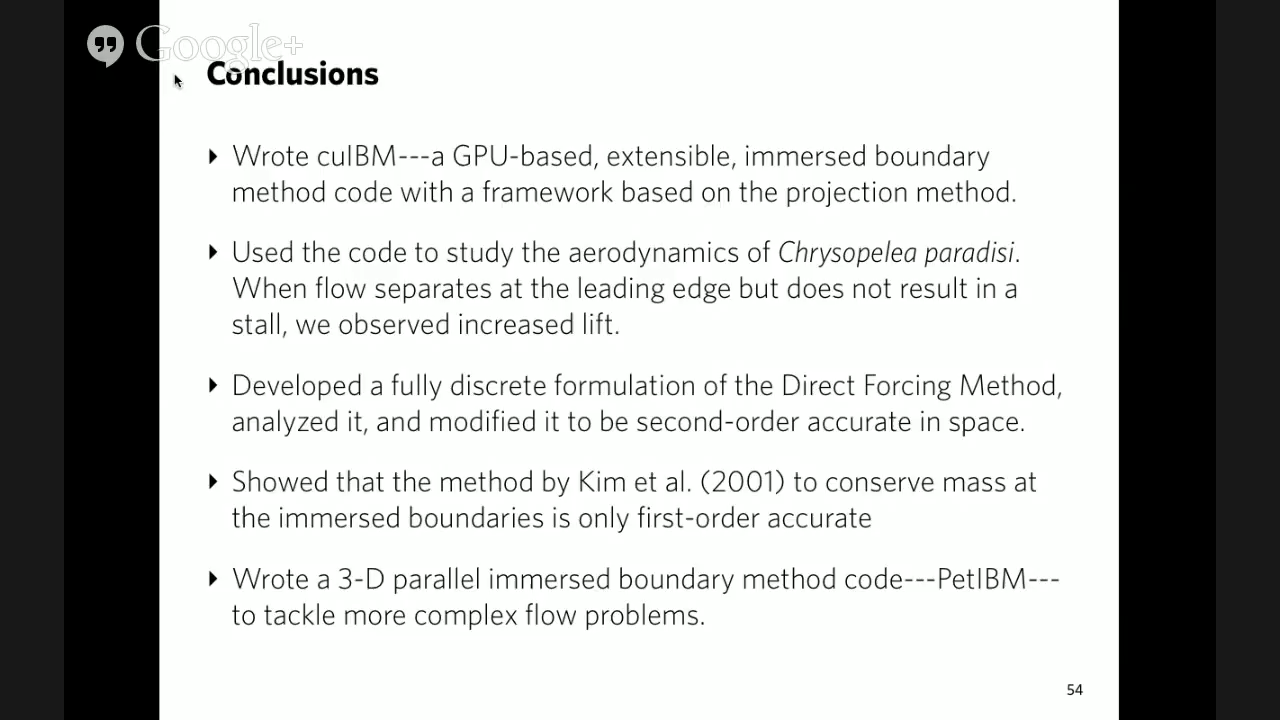 Google+
Conclusions
Wrote cuIBM---a GPU-based, extensible, immersed boundary
method code with a framework based on the projection method.
Used the code to study the aerodynamics of Chrysopelea paradisi.
When flow separates at the leading edge but does not result in a
stall, we observed increased lift.
Developed a fully discrete formulation of the Direct Forcing Method,
analyzed it, and modified it to be second-order accurate in space.
Showed that the method by Kim et al. (2001) to conserve mass at
the immersed boundaries is only first-order accurate
Wrote a 3-D parallel immersed boundary method code---PetIBM---
to tackle more complex flow problems.
54